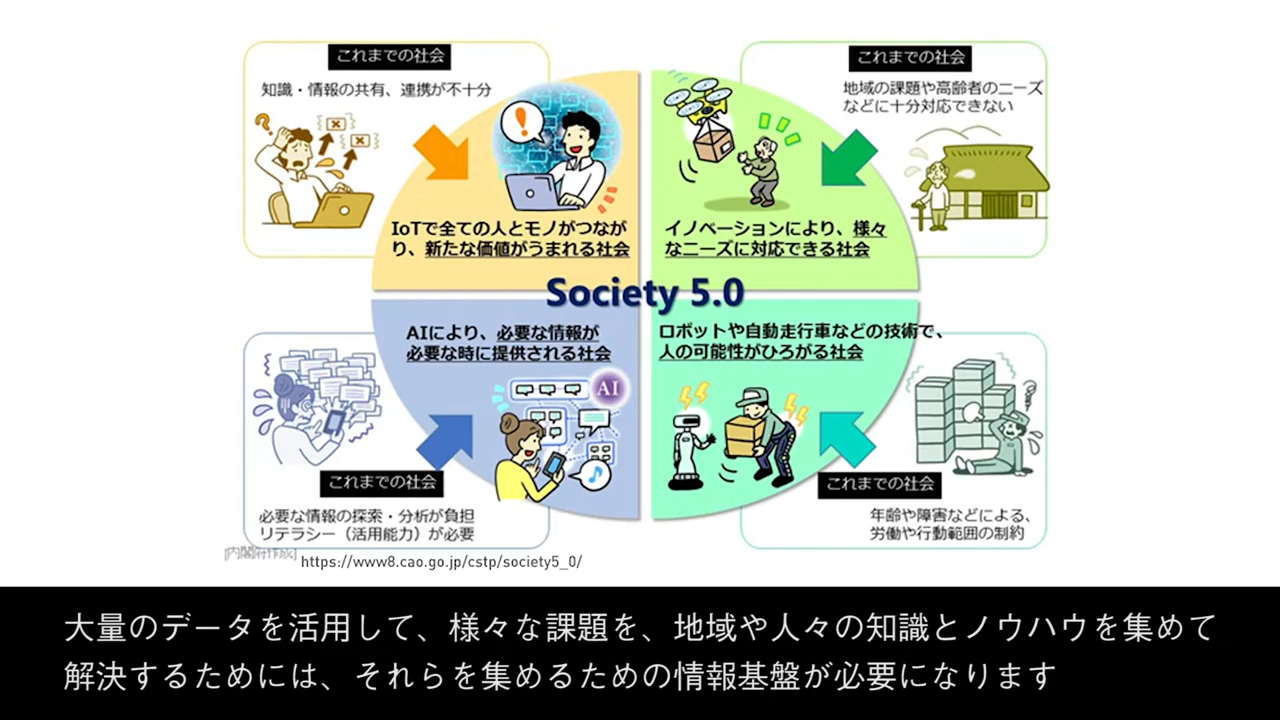 これまでの社会
知識・情報の共有、連携が不十分
IoTで全ての人とモノがつなが
り、新たな価値がうまれる社会
これまでの社会
地域の課題や高齢者のニーズ
などに十分対応できない
イノベーションにより、様々
なニーズに対応できる社会
Society 5.0
AIにより、必要な情報が
必要な時に提供される社会
AI
これまでの社会
必要な情報の探索・分析が負担
リテラシー（活用能力）が必要
ロボットや自動走行車などの技術で、
人の可能性がひろがる社会
これまでの社会
年齢や障害などによる、
労働や行動範囲の制約
[内閣府作成]
https://www8.cao.go.jp/cstp/society5_0/
大量のデータを活用して、様々な課題を、地域や人々の知識とノウハウを集めて
解決するためには、それらを集めるための情報基盤が必要になります